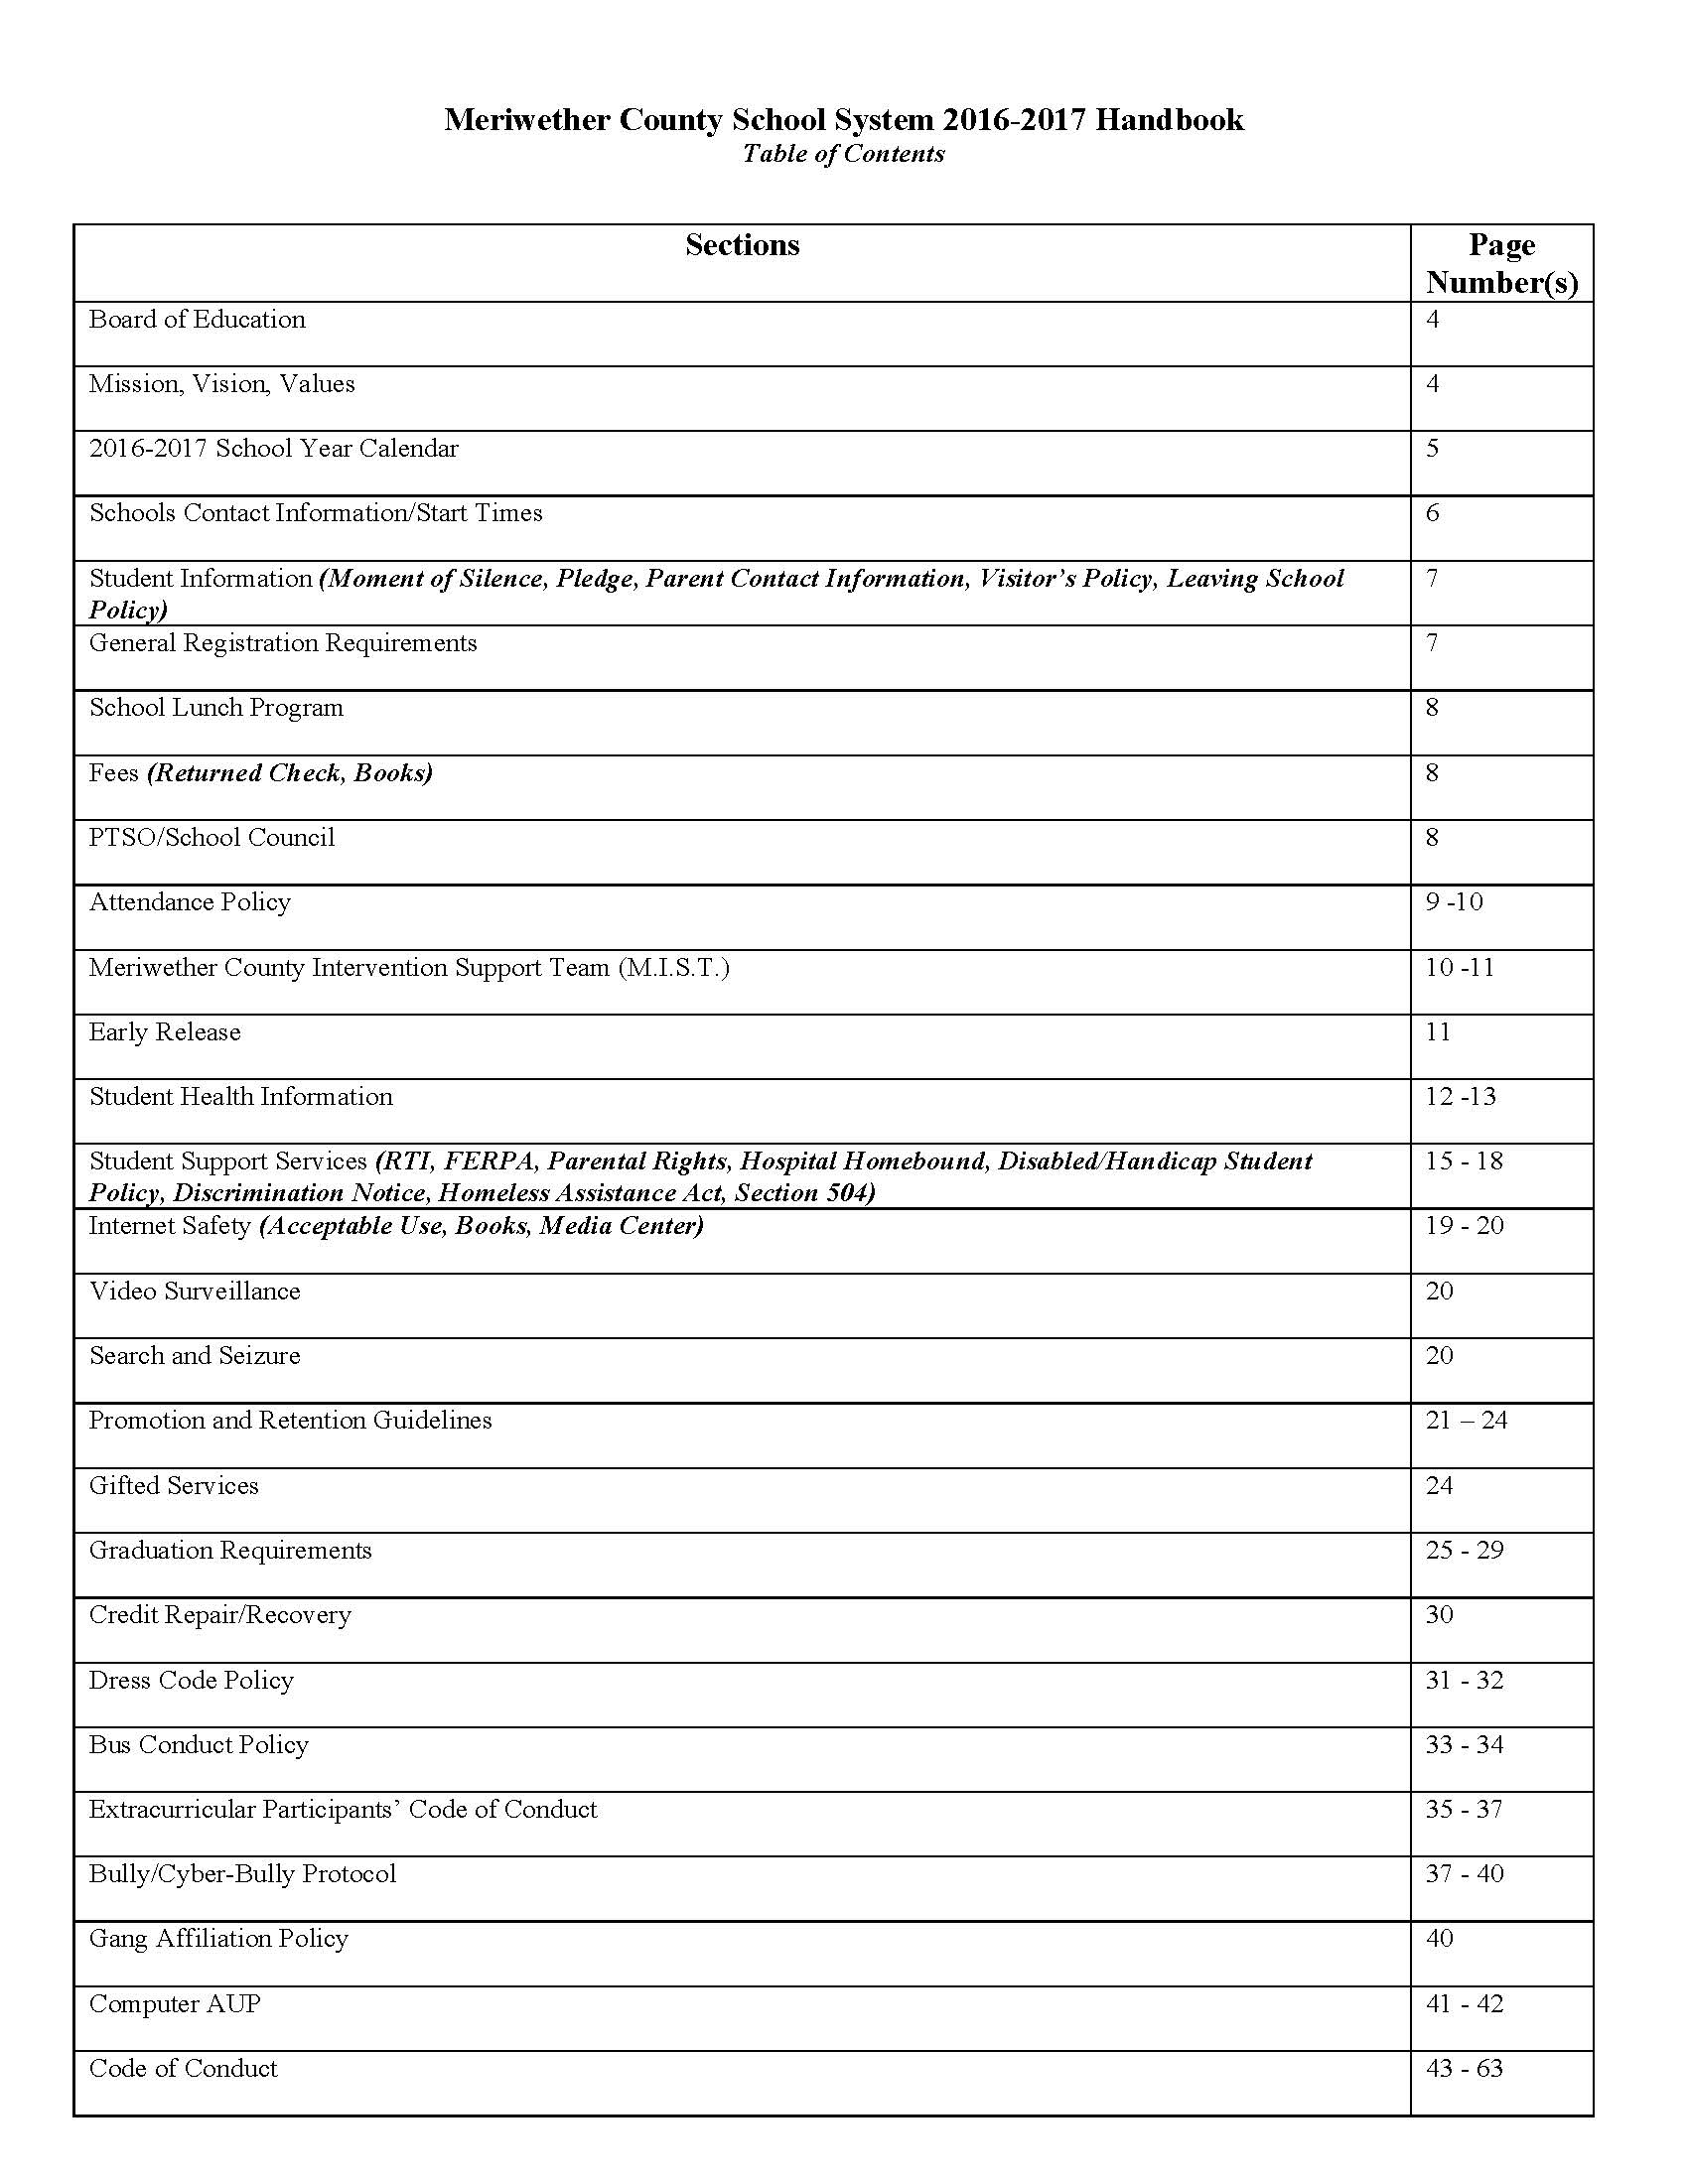 Meriwether County School System 2016-2017 Handbook
Table of Contents
Sections Page
Number(s)
Board of Education 4
Mission, Vision, Values 4
2016-2017 School Year Calendar 5
Schools Contact Information/Start Times 6
Student Information (Moment of Silence, Pledge, Parent Contact Information, Visitor’s Policy, Leaving School 7
Policy)
General Registration Requirements 7
School Lunch Program 8
Fees (Returned Check, Books) 8
PTSO/School Council 8
Attendance Policy 9 -10
Meriwether County Intervention Support Team (M.I.S.T.) 10 -11
Early Release 11
Student Health Information 12 -13
Student Support Services (RTI, FERPA, Parental Rights, Hospital Homebound, Disabled/Handicap Student 15 - 18
Policy, Discrimination Notice, Homeless Assistance Act, Section 504)
Internet Safety (Acceptable Use, Books, Media Center) 19 - 20
Video Surveillance 20
Search and Seizure 20
Promotion and Retention Guidelines 21 – 24
Gifted Services 24
Graduation Requirements 25 - 29
Credit Repair/Recovery 30
Dress Code Policy 31 - 32
Bus Conduct Policy 33 - 34
Extracurricular Participants’ Code of Conduct 35 - 37
Bully/Cyber-Bully Protocol 37 - 40
Gang Affiliation Policy 40
Computer AUP 41 - 42
Code of Conduct 43 - 63